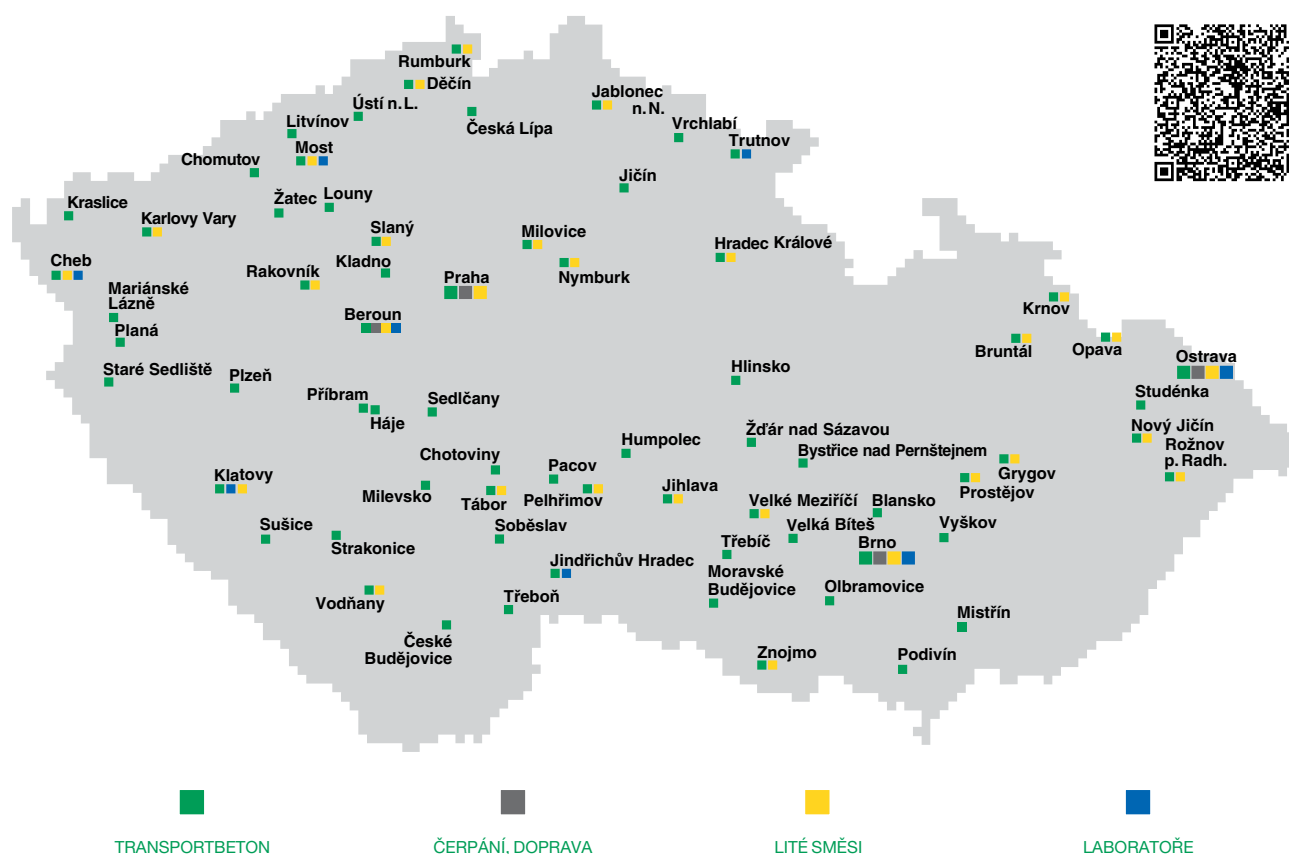 Rumburk
Děčín
Ústí n. L.
Česká Lípa
Jablonec
n. N.
Litvínov
Vrchlabí
Trutnov
Most
Chomutov
Jičín
Kraslice
Žatec
Louny
Karlovy Vary
Slaný
Milovice
Hradec Králové
Cheb
Rakovník
Kladno
Praha
Nymburk
Mariánské
Lázně
Krnov
Planá
Beroun
Bruntál
Opava
Ostrava
Staré Sedliště
Plzeň
Hlinsko
Studénka
Příbram
Háje
Sedlčany
Nový Jičín
Žďár nad Sázavou
Humpolec
Bystřice nad Pernštejnem
Rožnov
p. Radh.
Chotoviny
Pacov
Grygov
Klatovy
Milevsko
Tábor
Pelhřimov
Jihlava
Prostějov
Velké Meziříčí
Blansko
Sušice
Strakonice
Soběslav
Velká Bíteš
Vyškov
Třebíč
Brno
Jindřichův Hradec
Moravské
Budějovice
Olbramovice
Vodňany
Třeboň
Mistřín
České
Budějovice
Znojmo
Podivín
TRANSPORTBETON
ČERPÁNÍ, DOPRAVA
LITÉ SMĚSI
LABORATOŘE